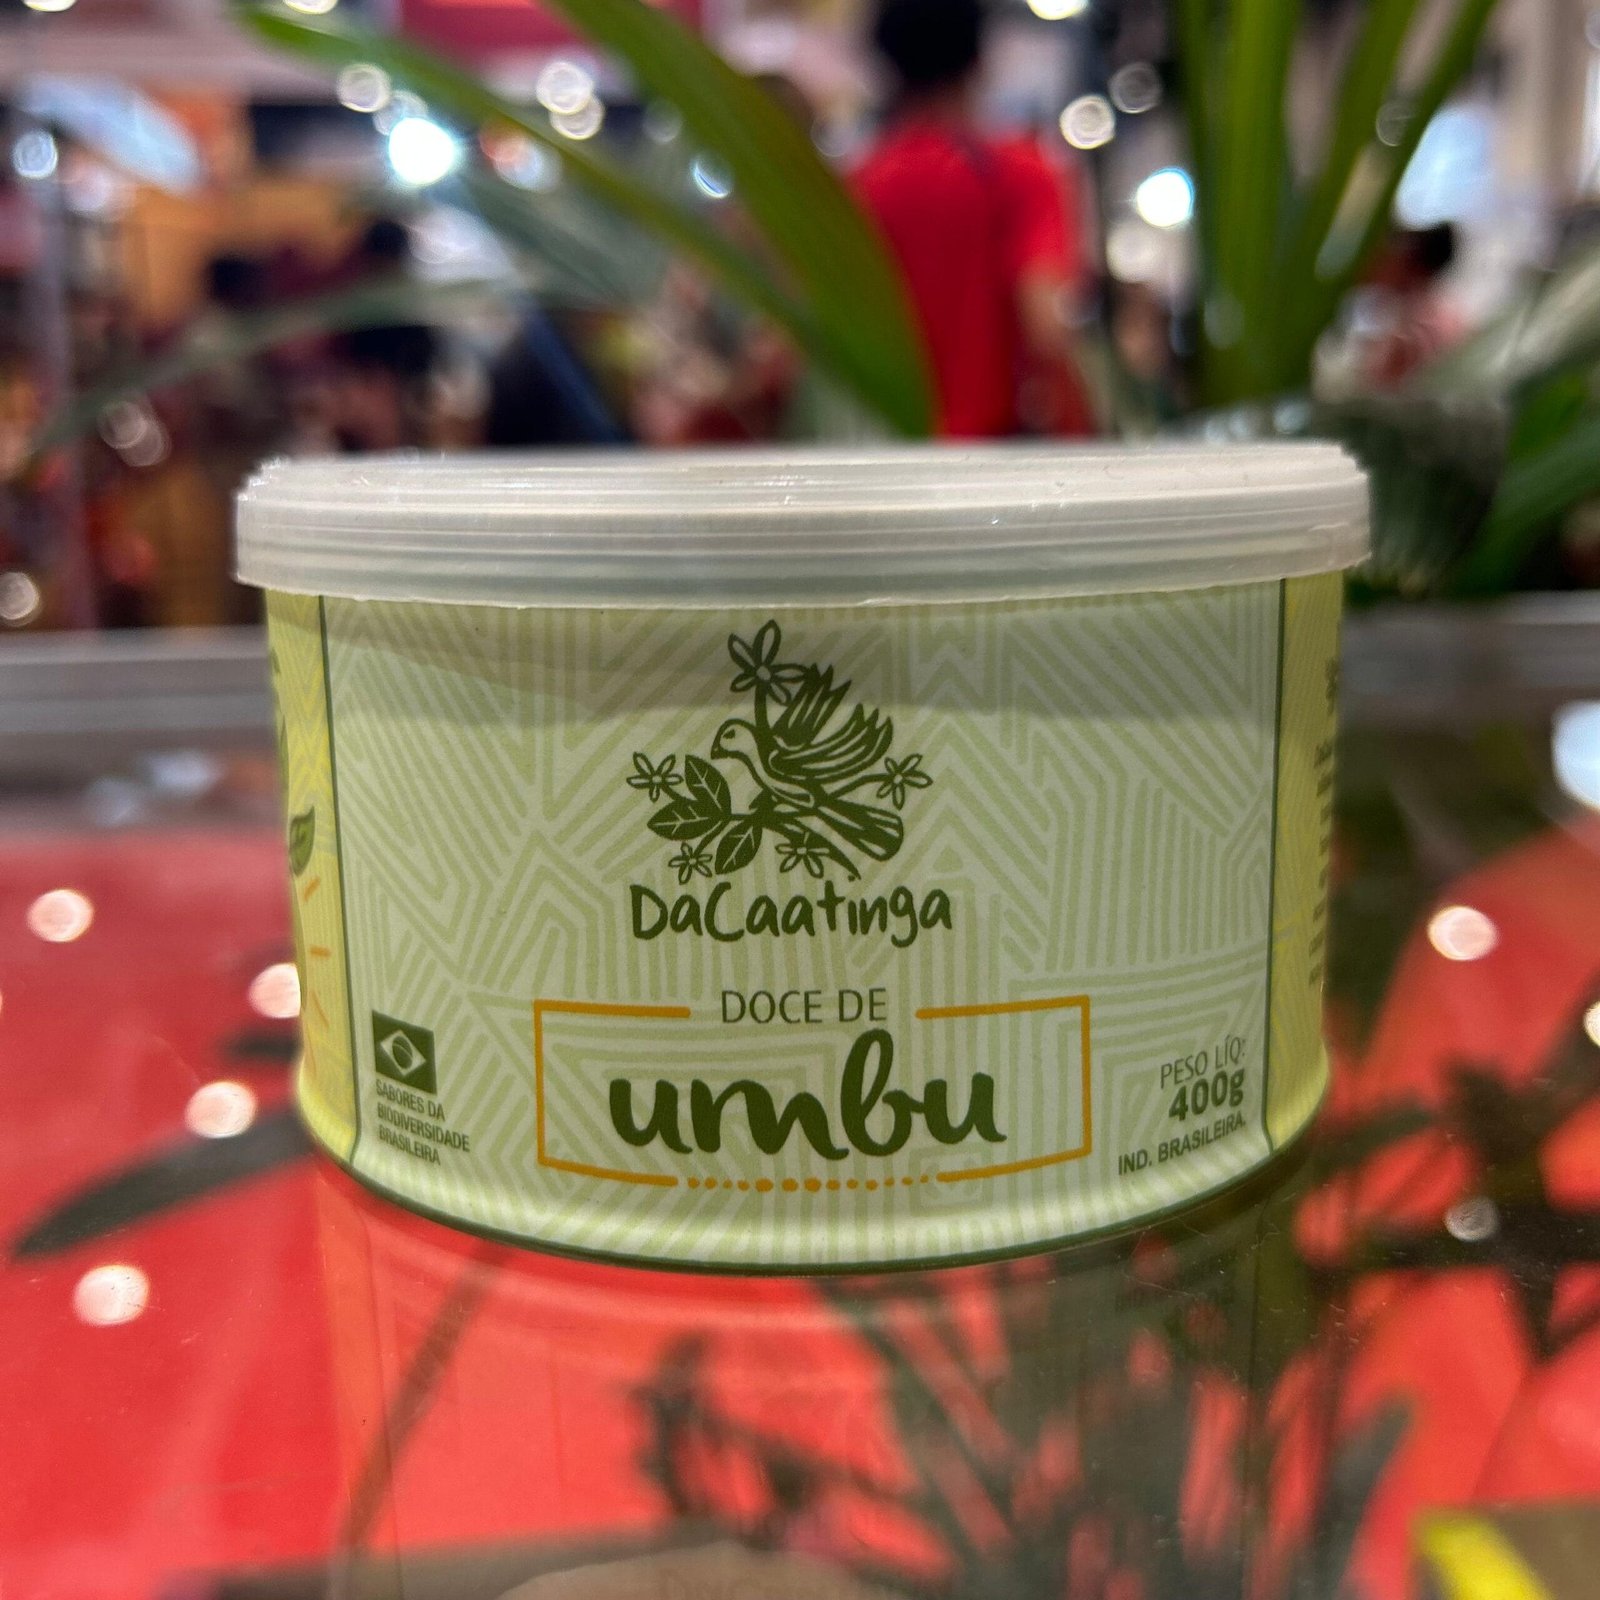 DaCaatinga
DOCE DE
umbu
SABORES DA
BIODIVERSIDADE
BRASILEIRA
PESO LÍQ:
400g
IND. BRASILEIRA